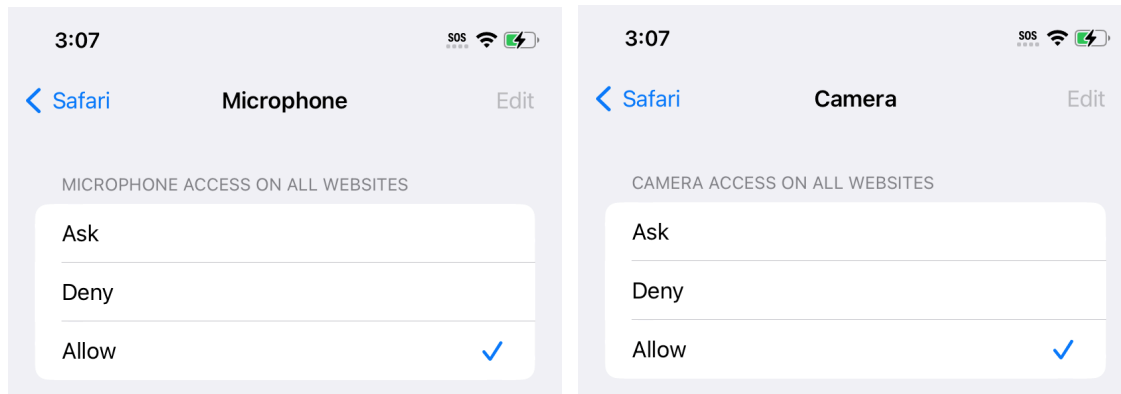 3:07
SOS
Safari
Microphone
Edit
MICROPHONE ACCESS ON ALL WEBSITES
Ask
Deny
Allow
3:07
SOS
Safari
Camera
Edit
CAMERA ACCESS ON ALL WEBSITES
Ask
Deny
Allow